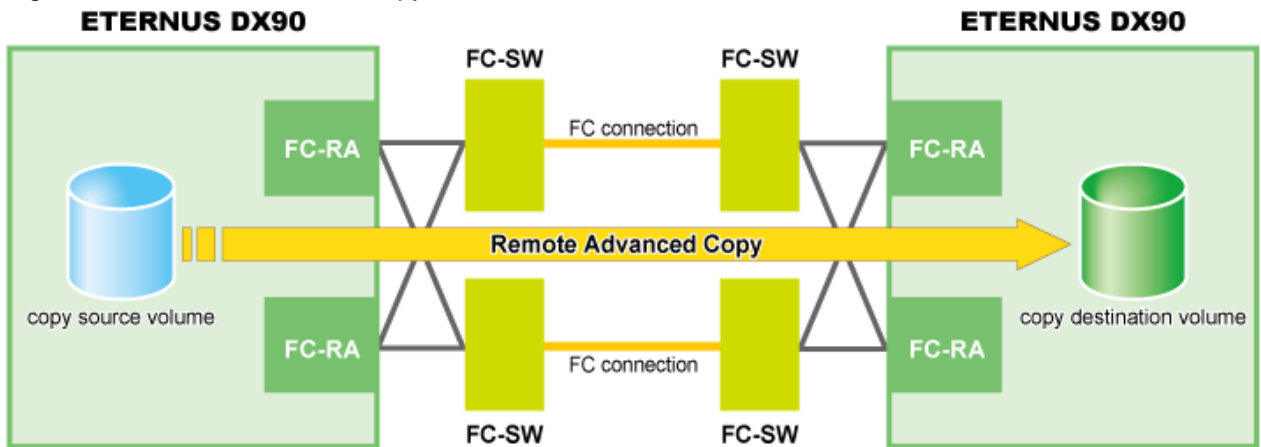 ETERNUS DX90
ETERNUS DX90
FC-SW
FC-SW
FC-RA
FC connection
FC-RA
Remote Advanced Copy
copy source volume
copy destination volume
FC-RA
FC connection
FC-RA
FC-SW
FC-SW